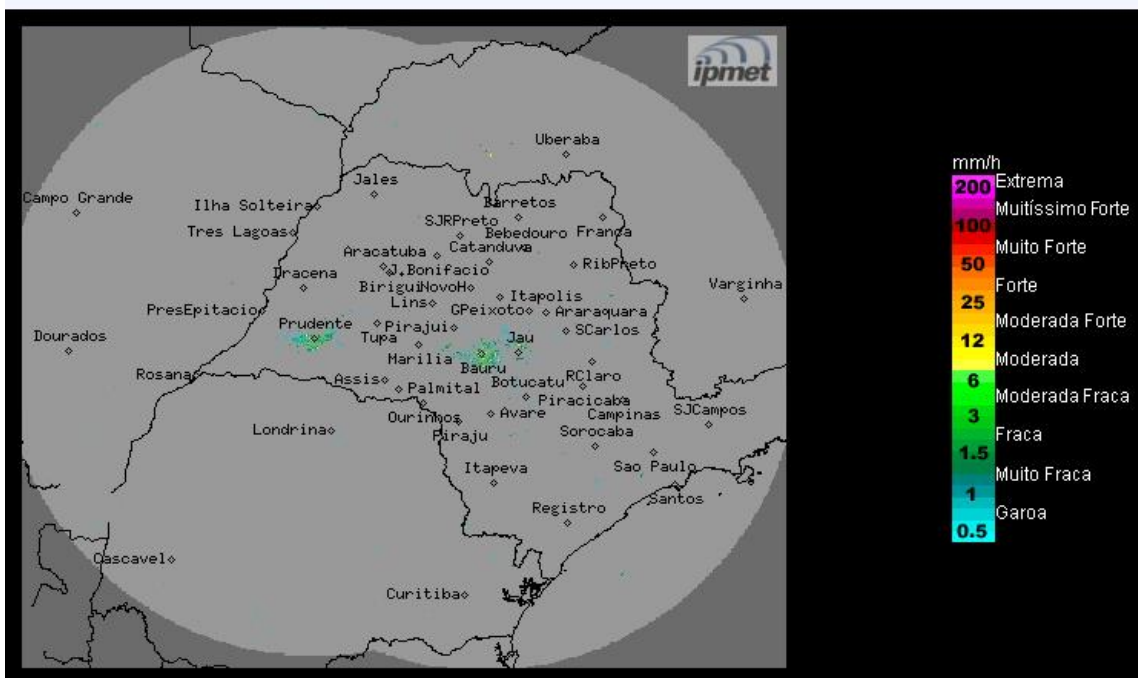 ipmet
Uberaba
Jales
Campo Grande
Ilha Solteira
Barretos
SJRPreto
Tres Lagoas
Bebedouro
Franca
Aracatuba
Catanduva
Dracena
J.Bonifacio
RibPreto
Birigui
NovoH
Varginha
Lins
Itapolis
PresEpitacio
GPeixoto
Araraquara
Prudente
Pirajui
SCarlos
Dourados
Tupa
Jau
Marilia
Bauru
Rosana
Assis
Botucatu
RClaro
Palmital
Piracicaba
Ourinhos
Avare
Campinas
SJCampos
Londrina
Piraju
Sorocaba
Itapeva
Sao Paulo
Santos
Registro
Cascavel
Curitiba
mm/h
200 Extrema
Muitíssimo Forte
100
Muito Forte
50
Forte
25
Moderada Forte
12
Moderada
6
Moderada Fraca
3
Fraca
1.5
Muito Fraca
1
Garoa
0.5